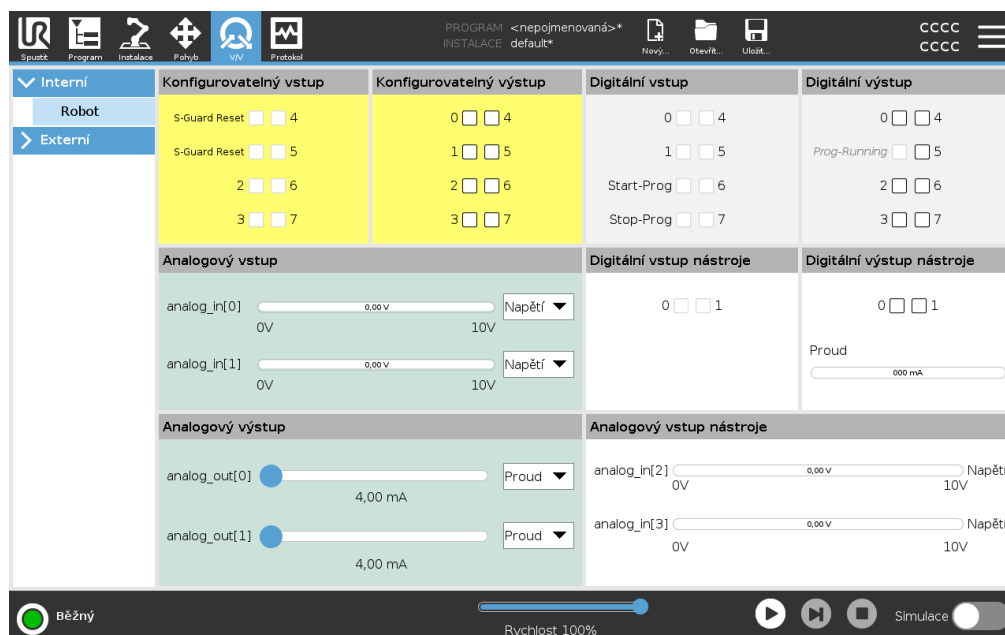 UR
PROGRAM <nepojmenovaná>*
INSTALACE default*
CCCC
CCCC
Spustit Program Instalace Pohyb V/V Protokol Nový... Otevřít... Uložit...
Interní
Robot
Externí
Konfigurovatelný vstup
S-Guard Reset 4
S-Guard Reset 5
2 6
3 7
Konfigurovatelný výstup
0 4
1 5
2 6
3 7
Digitální vstup
0 4
1 5
Start-Prog 6
Stop-Prog 7
Digitální výstup
0 4
Prog-Running 5
2 6
3 7
Analogový vstup
analog_in[0] 0,00 V Napětí
0V 10V
analog_in[1] 0,00 V Napětí
0V 10V
Digitální vstup nástroje
0 1
Digitální výstup nástroje
0 1
Proud
000 mA
Analogový výstup
analog_out[0] Proud
4,00 mA
analog_out[1] Proud
4,00 mA
Analogový vstup nástroje
analog_in[2] 0,00 V Napětí
0V 10V
analog_in[3] 0,00 V Napětí
0V 10V
Běžný
Rychlost 100%
Simulace